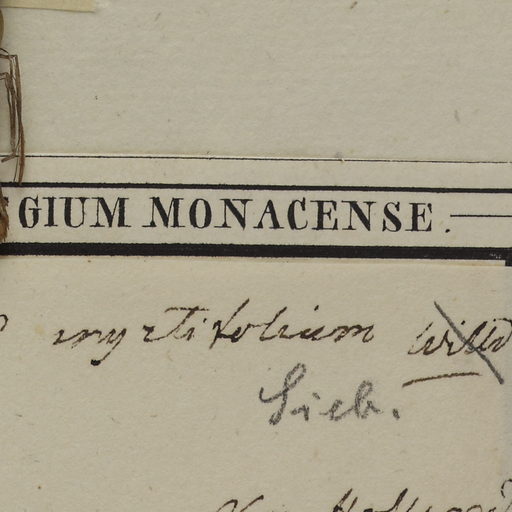 GIUM MONACENSE.
myrtifolium Willd
Sieb.